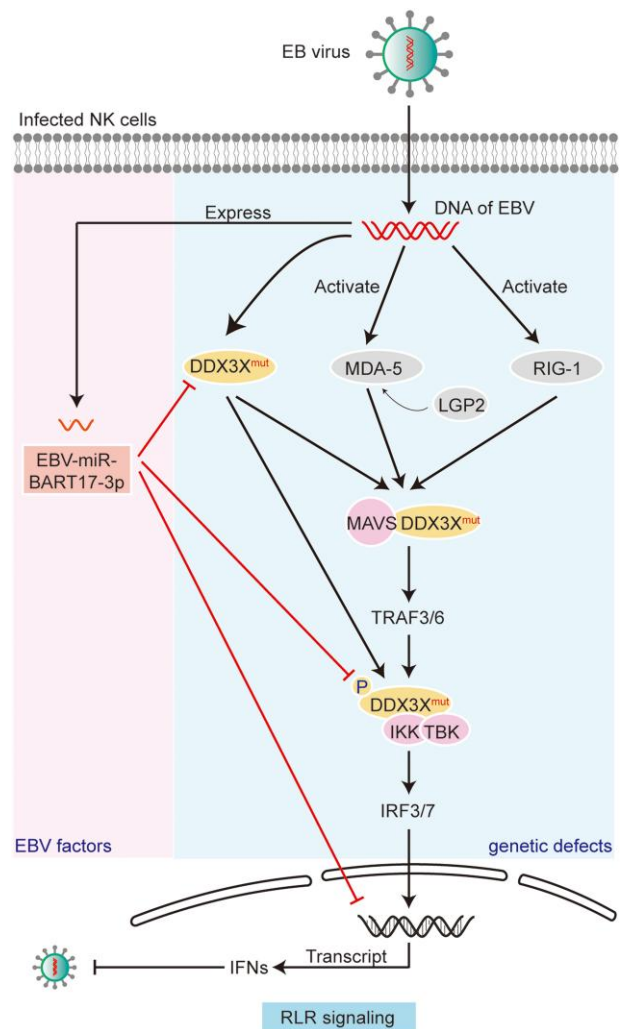 EB virus
Infected NK cells
DNA of EBV
Express
Activate
Activate
DDX3Xmut
MDA-5
RIG-1
LGP2
EBV-miR-
BART17-3p
MAVS DDX3Xmut
TRAF3/6
P
DDX3Xmut
IKK TBK
IRF3/7
EBV factors
genetic defects
Transcript
IFNs
RLR signaling